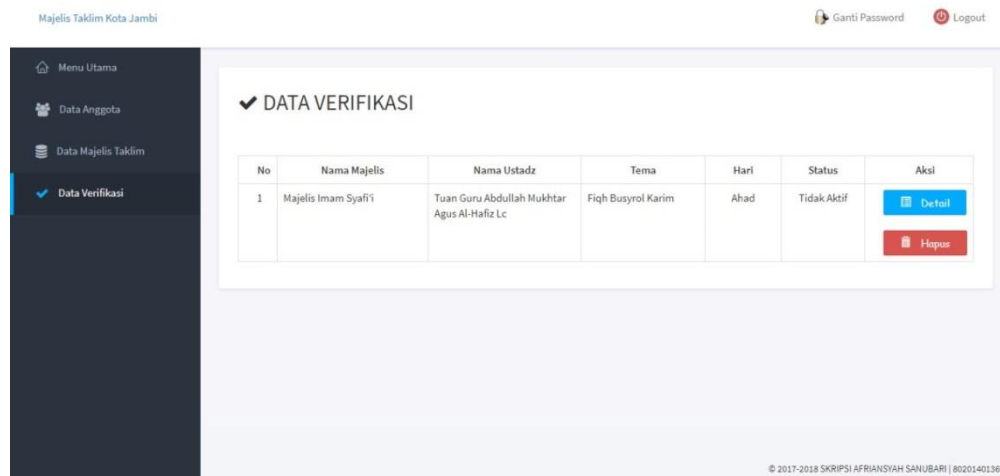 Majelis Taklim Kota Jambi
Ganti Password
Logout
Menu Utama
Data Anggota
Data Majelis Taklim
Data Verifikasi
DATA VERIFIKASI
No Nama Majelis Nama Ustadz Tema Hari Status Aksi
1 Majelis Imam Syafi'i Tuan Guru Abdullah Mukhtar Fiqh Busyrol Karim Ahad Tidak Aktif Detail
Agus Al-Hafiz Lc
Hapus
© 2017-2018 SKRIPSI AFRIANSYAH SANUBARI | 8020140136